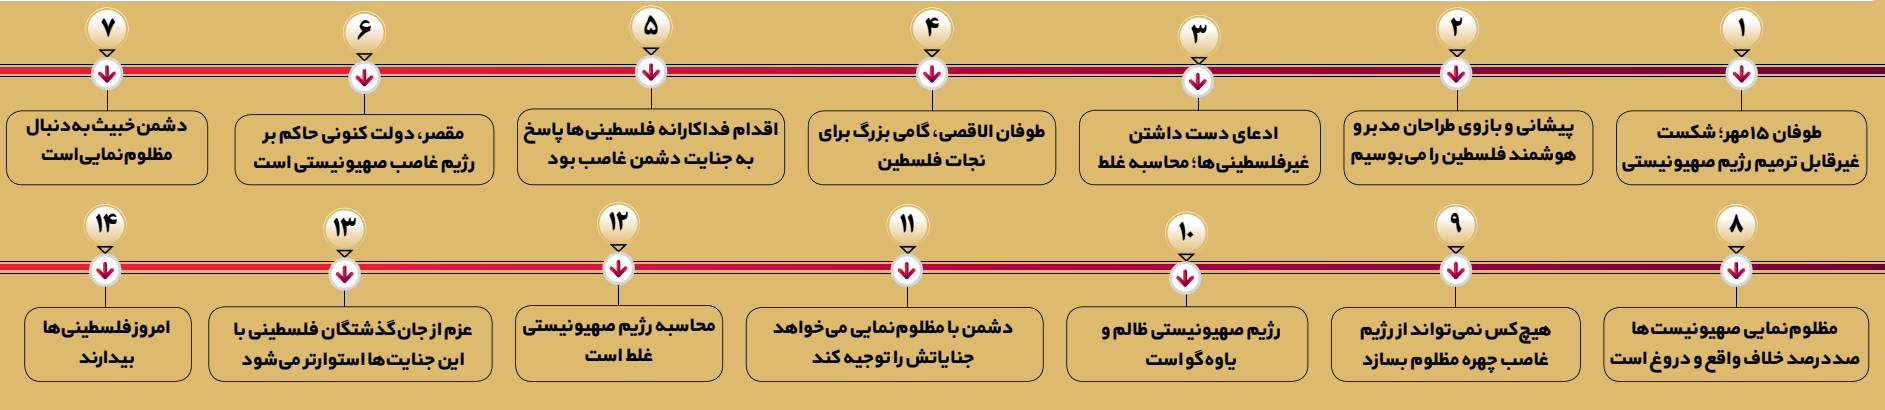 ۱
طوفان ۱۵مهر؛ شکست
غیرقابل ترمیم رژیم صهیونیستی
۲
پیشانی و بازوی طراحان مدبر و
هوشمند فلسطین را می‌بوسیم
۳
ادعای دست داشتن
غیرفلسطینی‌ها؛ محاسبه غلط
۴
طوفان الاقصی، گامی بزرگ برای
نجات فلسطین
۵
اقدام فداکارانه فلسطینی‌ها پاسخ
به جنایت دشمن غاصب بود
۶
مقصر، دولت کنونی حاکم بر
رژیم غاصب صهیونیستی است
۷
دشمن خبیث به‌دنبال
مظلوم‌نمایی است
۸
مظلوم‌نمایی صهیونیست‌ها
صددرصد خلاف واقع و دروغ است
۹
هیچ‌کس نمی‌تواند از رژیم
غاصب چهره مظلوم بسازد
۱۰
رژیم صهیونیستی ظالم و
یاوه‌گو است
۱۱
دشمن با مظلوم‌نمایی می‌خواهد
جنایاتش را توجیه کند
۱۲
محاسبه رژیم صهیونیستی
غلط است
۱۳
عزم ازجان‌گذشتگان فلسطینی با
این جنایت‌ها استوارتر می‌شود
۱۴
امروز فلسطینی‌ها
بیدارند